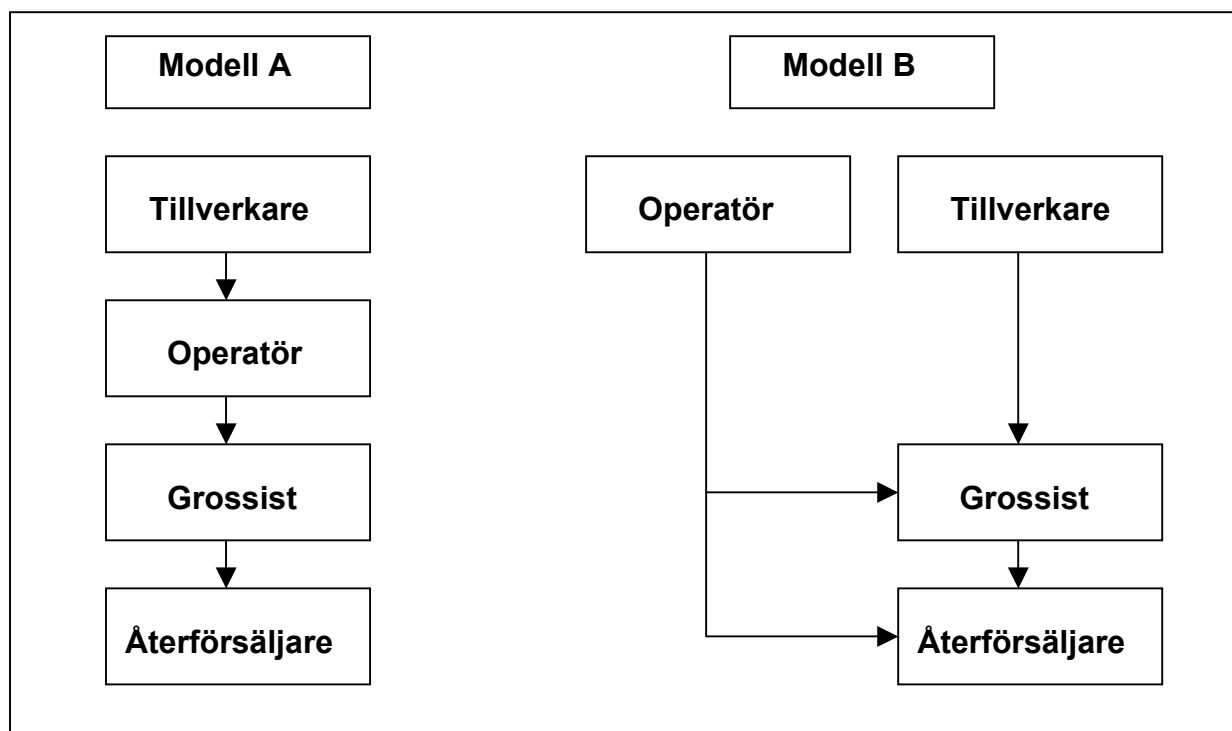 Modell A
Tillverkare
Operatör
Grossist
Återförsäljare
Modell B
Operatör
Tillverkare
Grossist
Återförsäljare